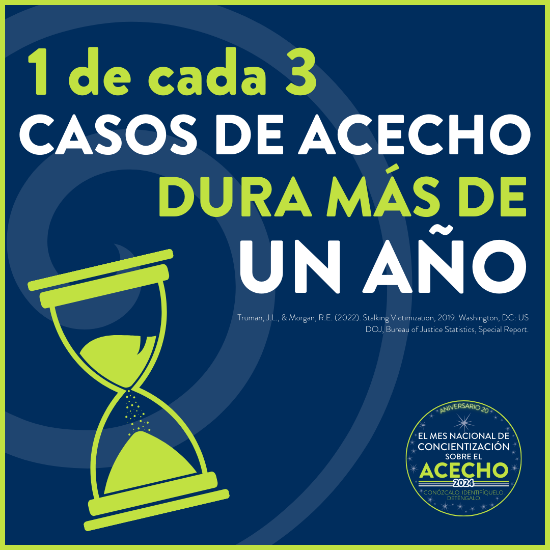 1 de cada 3
CASOS DE ACECHO
DURA MÁS DE
UN AÑO
Truman, J.L., & Morgan, R.E. (2022). Stalking Victimization, 2019. Washington, DC: US
DOJ, Bureau of Justice Statistics, Special Report.
ANIVERSARIO 20
EL MES NACIONAL DE
CONCIENTIZACIÓN
SOBRE EL
ACECHO
2024
CONÓZCALO. IDENTIFÍQUELO.
DETÉNGALO.